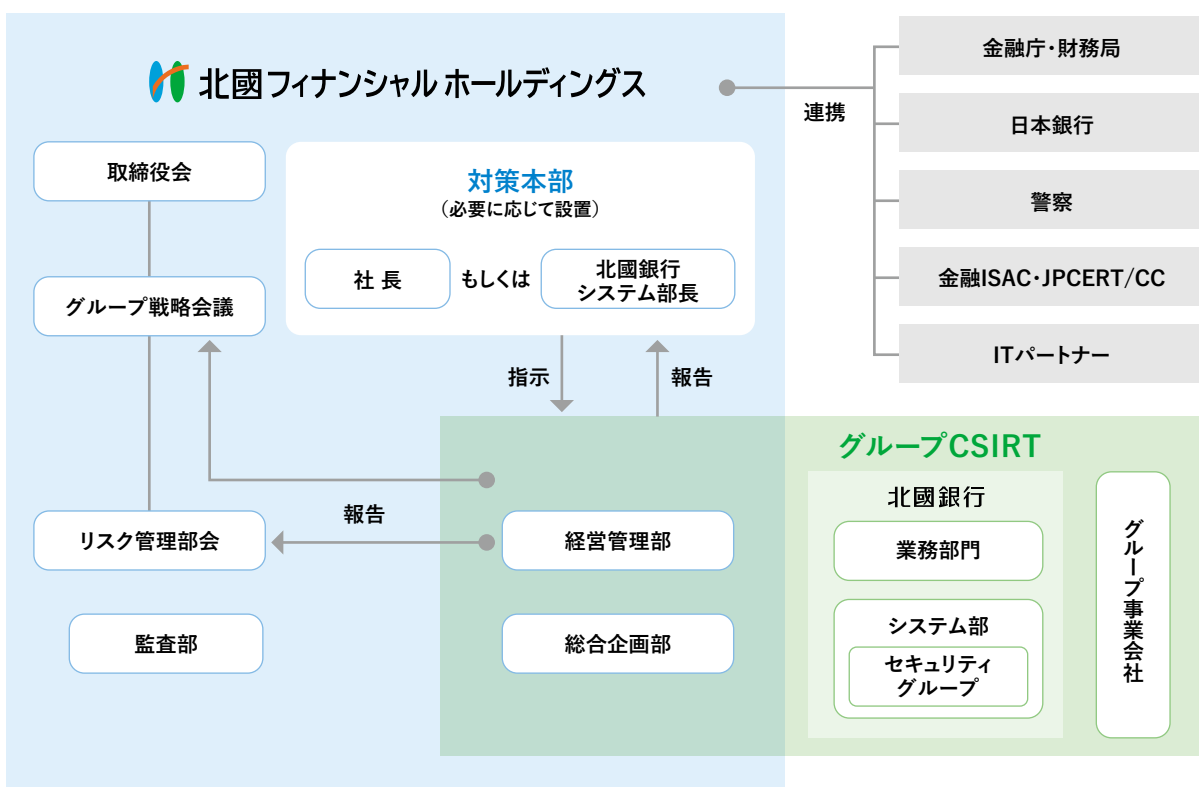 北國フィナンシャルホールディングス
連携
金融庁・財務局
日本銀行
警察
金融ISAC・JPCERT/CC
ITパートナー
取締役会
グループ戦略会議
リスク管理部会
監査部
対策本部
（必要に応じて設置）
社 長
もしくは
北國銀行
システム部長
指示
報告
報告
グループCSIRT
経営管理部
総合企画部
北國銀行
業務部門
システム部
セキュリティ
グループ
グループ事業会社